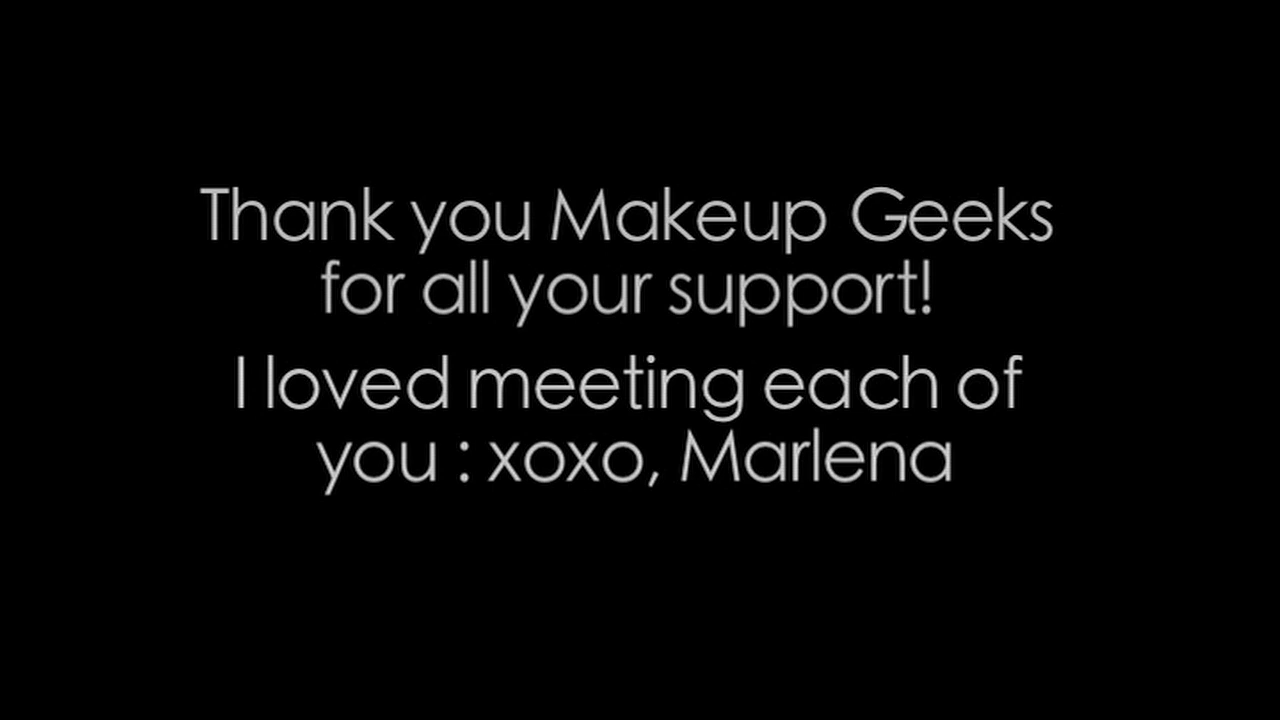 Thank you Makeup Geeks
for all your support!
I loved meeting each of
you : xoxo, Marlena